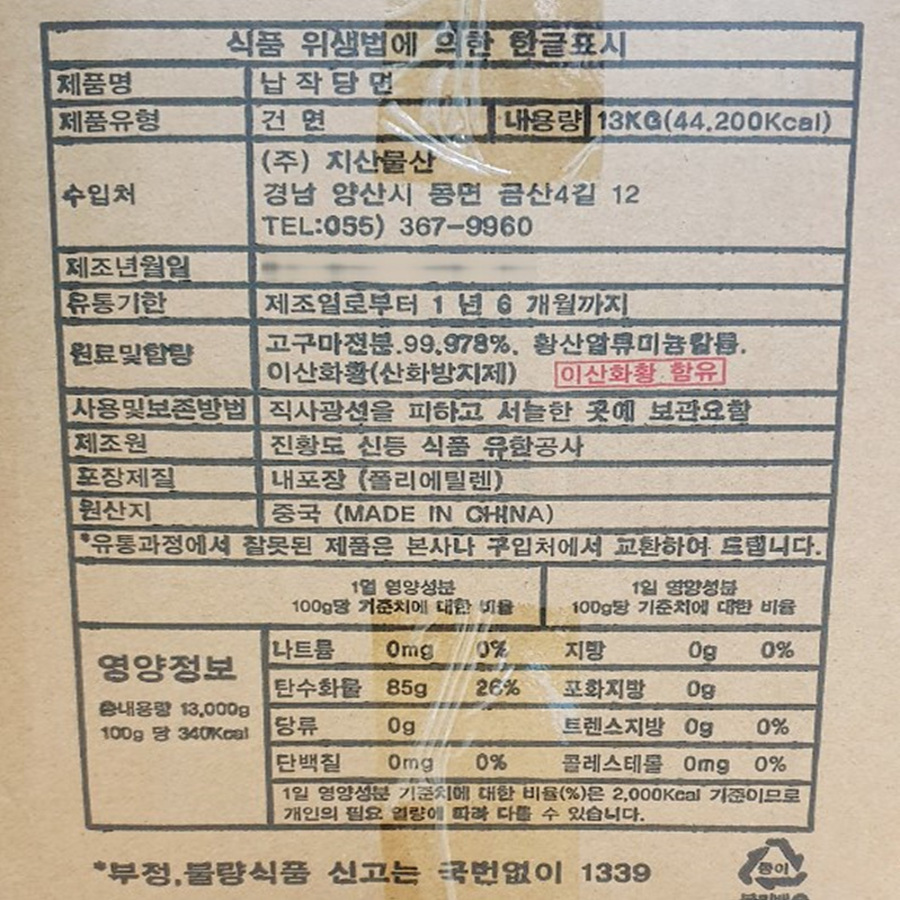 식품 위생법에 의한 한글표시
제품명 납작당면
제품유형 건면 내용량 13KG(44.200Kcal)
수입처 (주) 지산물산
경남 양산시 동면 금산4길 12
TEL:055) 367-9960
제조년월일
유통기한 제조일로부터 1 년 6 개월까지
원료및함량 고구마전분.99.978%. 황산알류미늄칼륨.
이산화황(산화방지제) 이산화황 함유
사용및보존방법 직사광선을 피하고 서늘한 곳에 보관요함
제조원 진황도 신등 식품 유한공사
포장제질 내포장 (폴리에틸렌)
원산지 중국 (MADE IN CHINA)
*유통과정에서 잘못된 제품은 본사나 구입처에서 교환하여 드립니다.
1일 영양성분 1일 영양성분
100g당 기준치에 대한 비율 100g당 기준치에 대한 비율
영양정보
총내용량 13,000g
100g 당 340Kcal
나트륨 0mg 0% 지방 0g 0%
탄수화물 85g 26% 포화지방 0g
당류 0g 트렌스지방 0g 0%
단백질 0mg 0% 콜레스테롤 0mg 0%
1일 영양성분 기준치에 대한 비율(%)은 2,000Kcal 기준이므로
개인의 필요 열량에 따라 다를 수 있습니다.
*부정,불량식품 신고는 국번없이 1339
종이